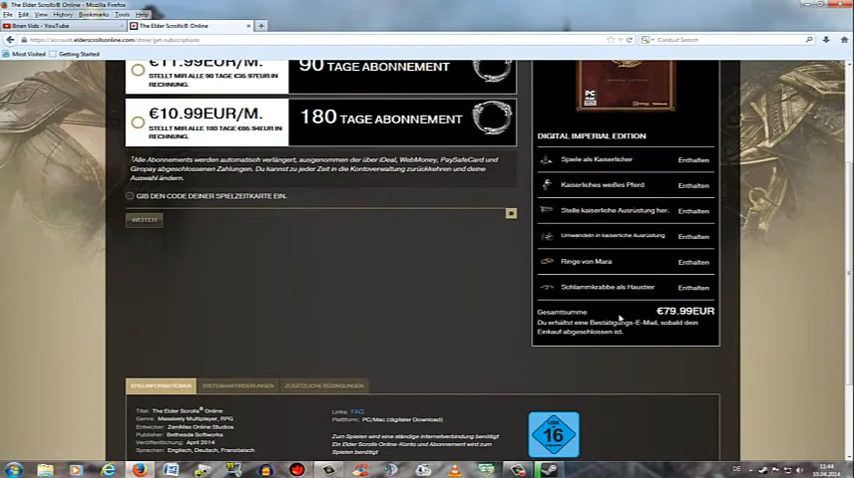 The Elder Scrolls® Online - Mozilla Firefox
File Edit View History Bookmarks Tools Help
Brian Vids - YouTube
The Elder Scrolls® Online
https://account.elderscrollsonline.com/store/get-subscriptions
Conduit Search
Most Visited Getting Started
€11.99EUR/M.
STELLT MIR ALLE 90 TAGE €35.97EUR IN
RECHNUNG.
90 TAGE ABONNEMENT
€10.99EUR/M.
STELLT MIR ALLE 180 TAGE €65.94EUR IN
RECHNUNG.
180 TAGE ABONNEMENT
Alle Abonnements werden automatisch verlängert, ausgenommen der über iDeal, WebMoney, PaySafeCard und
Giropay abgeschlossenen Zahlungen. Du kannst zu jeder Zeit in die Kontoverwaltung zurückkehren und deine
Auswahl ändern.
GIB DEN CODE DEINER SPIELZEITKARTE EIN.
WEITER
PC
DIGITAL IMPERIAL EDITION
Spiele als Kaiserlicher Enthalten
Kaiserliches weißes Pferd Enthalten
Stelle kaiserliche Ausrüstung her. Enthalten
Umwandeln in kaiserliche Ausrüstung Enthalten
Ringe von Mara Enthalten
Schlammkrabbe als Haustier Enthalten
Gesamtsumme €79.99EUR
Du erhältst eine Bestätigungs-E-Mail, sobald dein
Einkauf abgeschlossen ist.
SPIELINFORMATIONEN SYSTEMANFORDERUNGEN ZUSÄTZLICHE BEDINGUNGEN
Titel: The Elder Scrolls® Online
Genre: Massively Multiplayer, RPG
Entwickler: ZeniMax Online Studios
Publisher: Bethesda Softworks
Veröffentlichung: April 2014
Sprachen: Englisch, Deutsch, Französisch
Links: FAQ
Plattform: PC/Mac (digitaler Download)
Zum Spielen wird eine ständige Internetverbindung benötigt
Ein Elder Scrolls Online-Konto und Abonnement wird zum
Spielen benötigt
USK
16
DE
11:44
10.04.2014